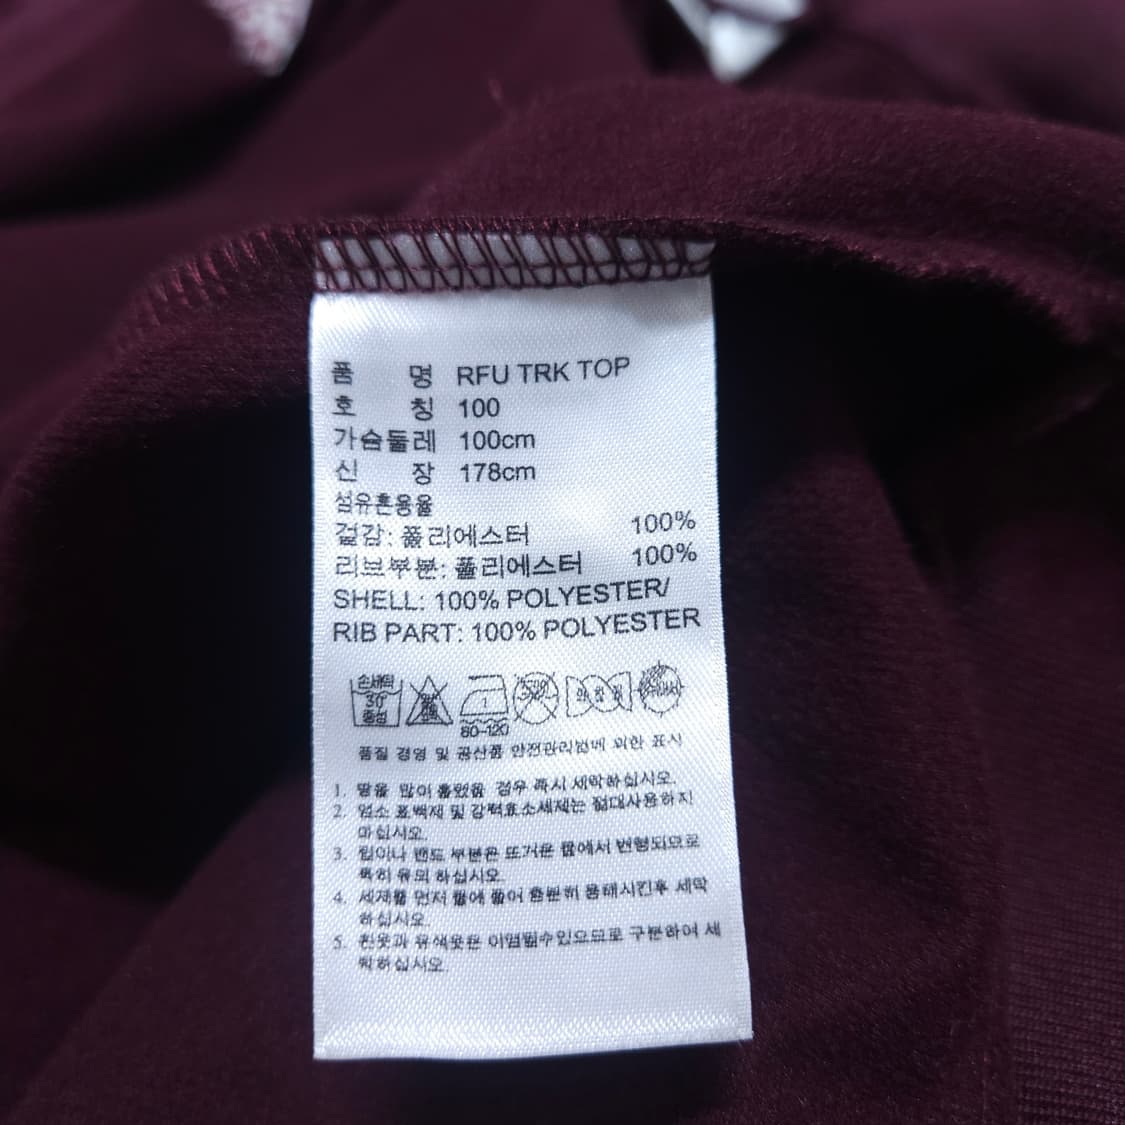 품 명 RFU TRK TOP
호 칭 100
가슴둘레 100cm
신 장 178cm
섬유혼용율
겉감: 폴리에스터 100%
리브부분: 폴리에스터 100%
SHELL: 100% POLYESTER/
RIB PART: 100% POLYESTER
손세탁
30
중성
80-120
품질 경영 및 공산품 안전관리법에 의한 표시
1. 땀을 많이 흘렸을 경우 즉시 세탁하십시오.
2. 염소 표백제 및 강력효소세제는 절대사용하지
마십시오.
3. 립이나 밴드 부분은 뜨거운 물에서 변형되므로
특히 유의 하십시오.
4. 세제를 먼저 물에 풀어 충분히 용해시킨후 세탁
하십시오.
5. 흰옷과 유색옷은 이염될수있으므로 구분하여 세
탁하십시오.